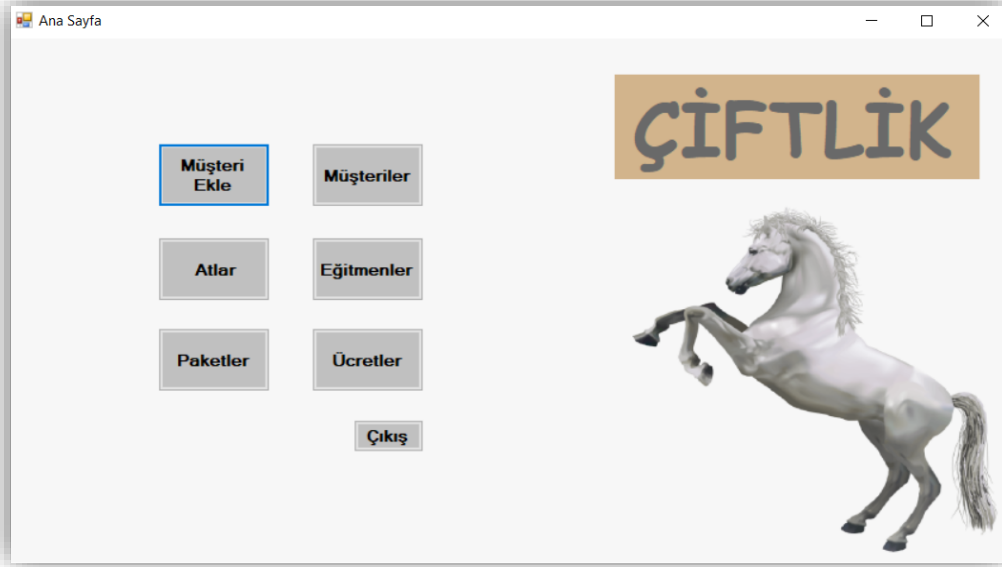 Ana Sayfa
ÇİFTLİK
Müşteri
Ekle
Müşteriler
Atlar
Eğitmenler
Paketler
Ücretler
Çıkış